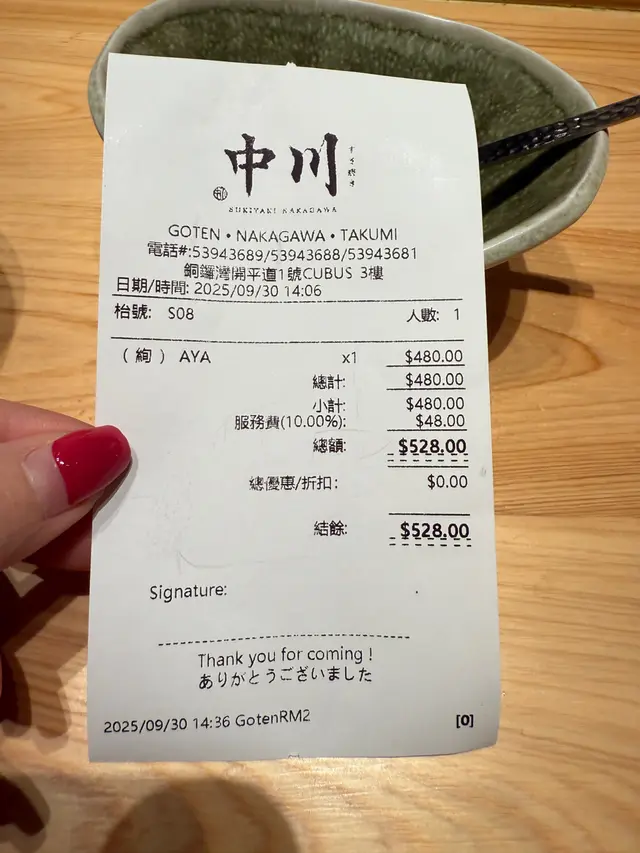 中川
すき焼き
SUKIYAKI NAKAGAWA
GOTEN • NAKAGAWA • TAKUMI
電話#:53943689/53943688/53943681
銅鑼灣開平道1號CUBUS 3樓
日期/時間: 2025/09/30 14:06
枱號: S08 人數: 1
(絢) AYA x1 $480.00
總計: $480.00
小計: $480.00
服務費(10.00%): $48.00
總額: $528.00
總優惠/折扣: $0.00
結餘: $528.00
Signature:
Thank you for coming !
ありがとうございました
2025/09/30 14:36 GotenRM2 [0]